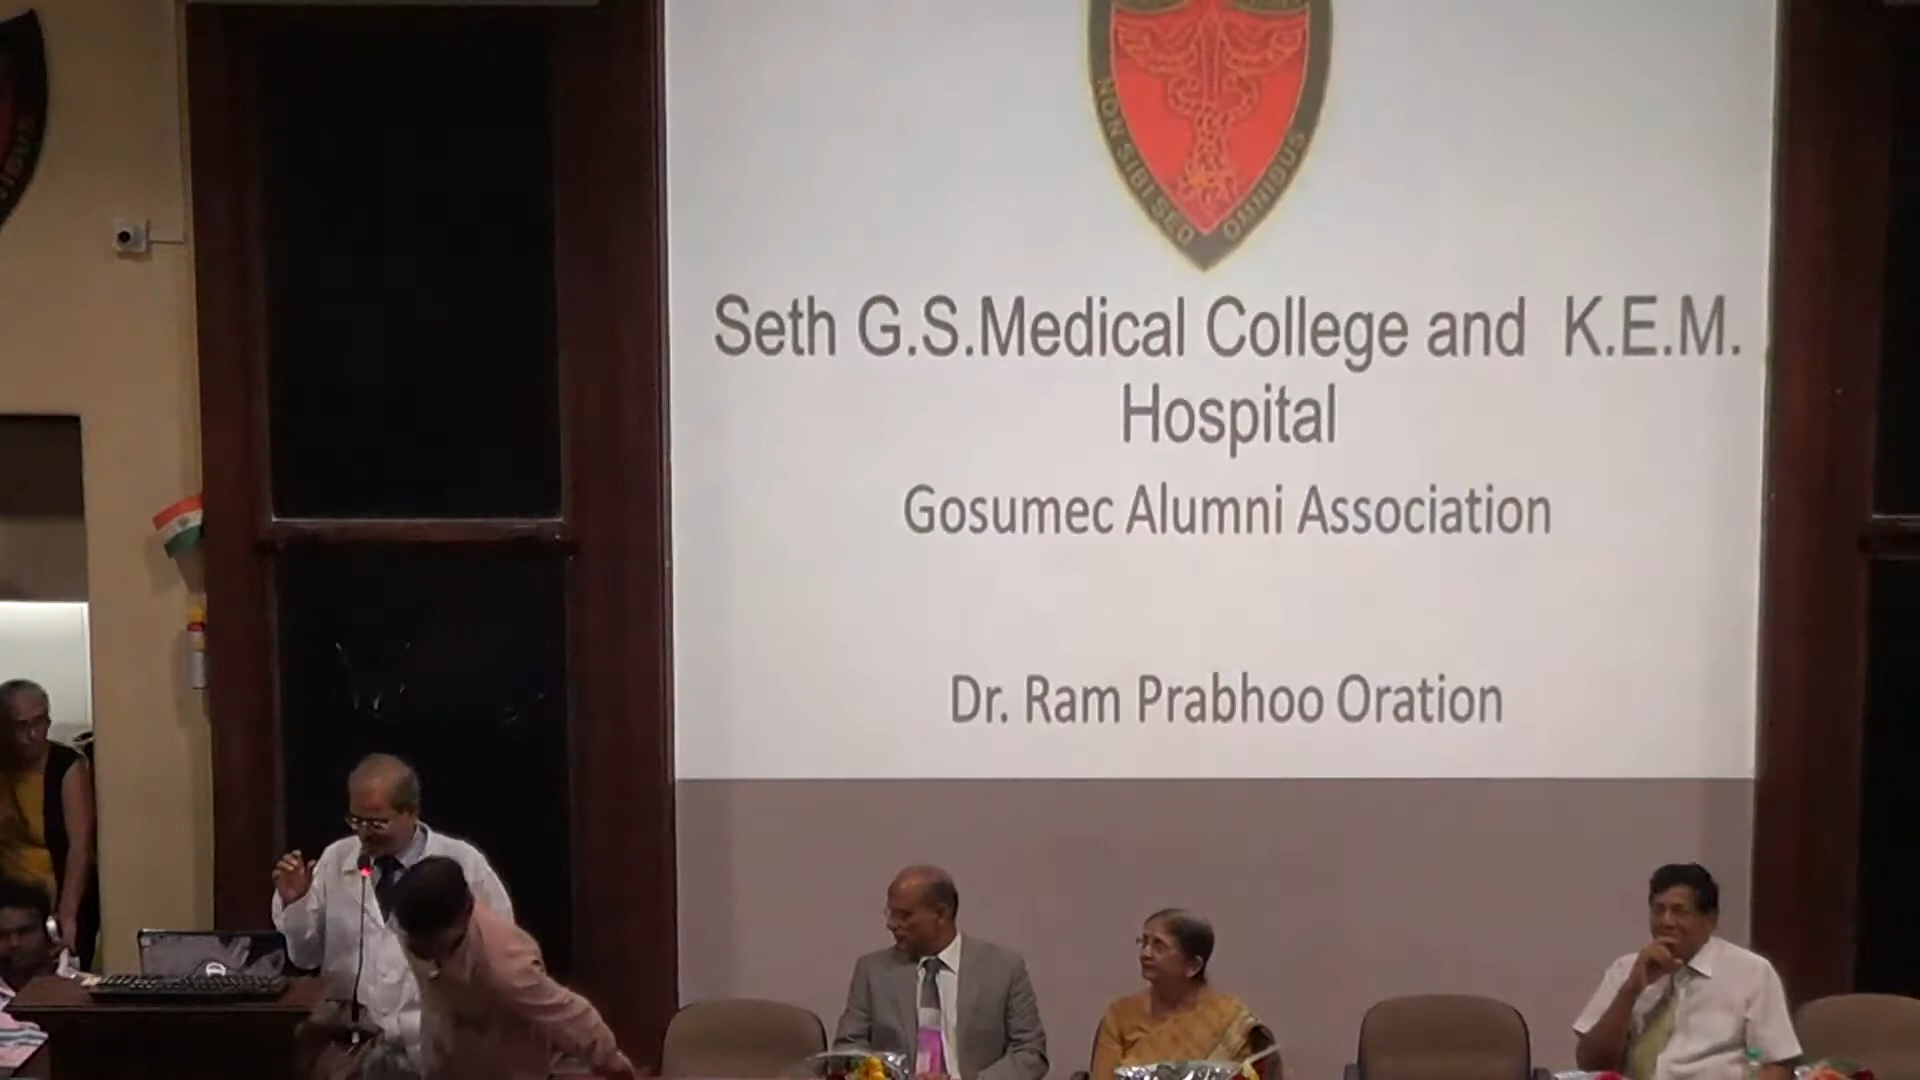 NON SIBI SED OMNIBUS
Seth G.S.Medical College and K.E.M.
Hospital
Gosumec Alumni Association
Dr. Ram Prabhoo Oration